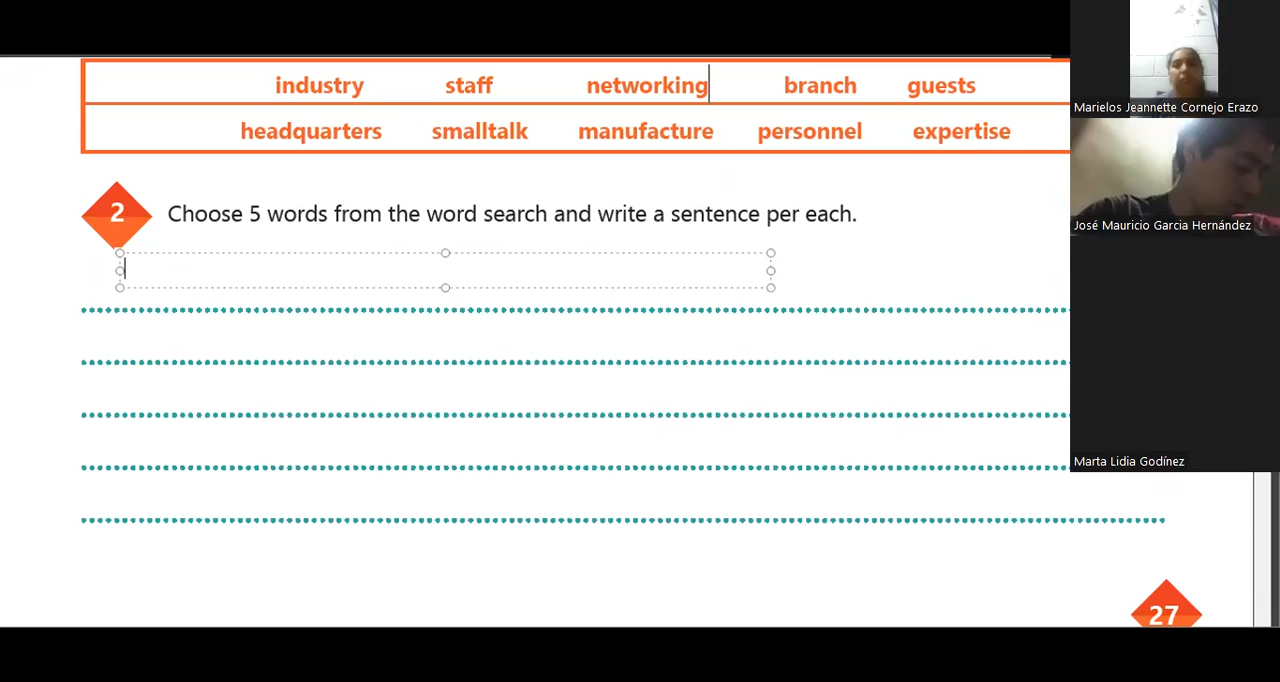 industry staff networking branch guests
headquarters smalltalk manufacture personnel expertise
2 Choose 5 words from the word search and write a sentence per each.
27
Marielos Jeannette Cornejo Erazo
José Mauricio Garcia Hernández
Marta Lidia Godínez